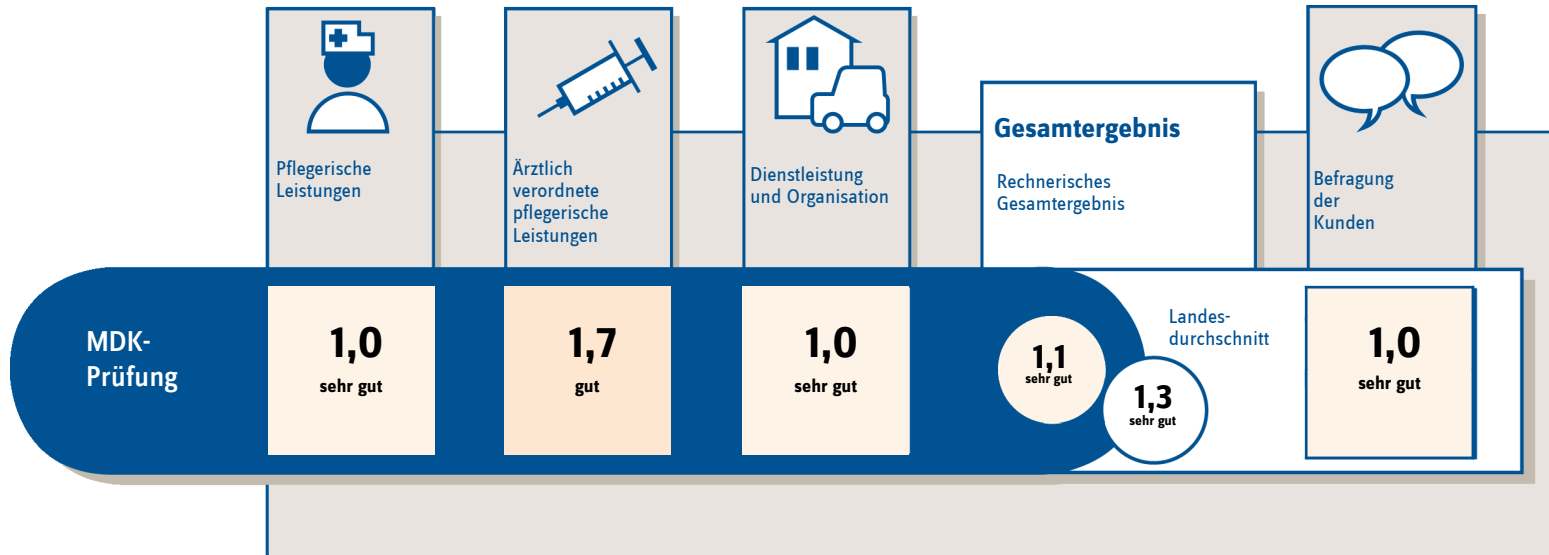 Pflegerische
Leistungen
Ärztlich
verordnete
pflegerische
Leistungen
Dienstleistung
und Organisation
Gesamtergebnis
Rechnerisches
Gesamtergebnis
Befragung
der
Kunden
MDK-
Prüfung
1,0
sehr gut
1,7
gut
1,0
sehr gut
1,1
sehr gut
Landes-
durchschnitt
1,3
sehr gut
1,0
sehr gut